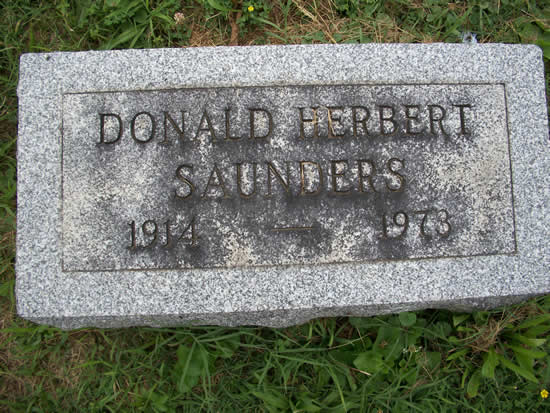 DONALD HERBERT
SAUNDERS
1914 — 1973